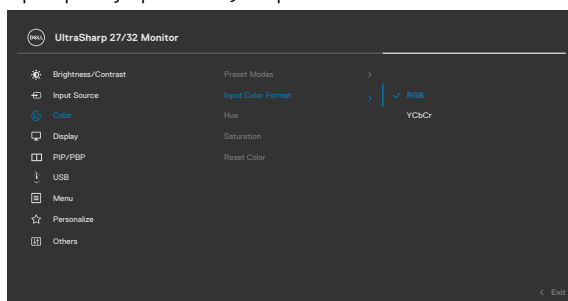 DELL
UltraSharp 27/32 Monitor
Brightness/Contrast
Preset Modes
Input Source
Input Color Format
RGB
Color
Hue
YCbCr
Display
Saturation
PIP/PBP
Reset Color
USB
Menu
Personalize
Others
Exit